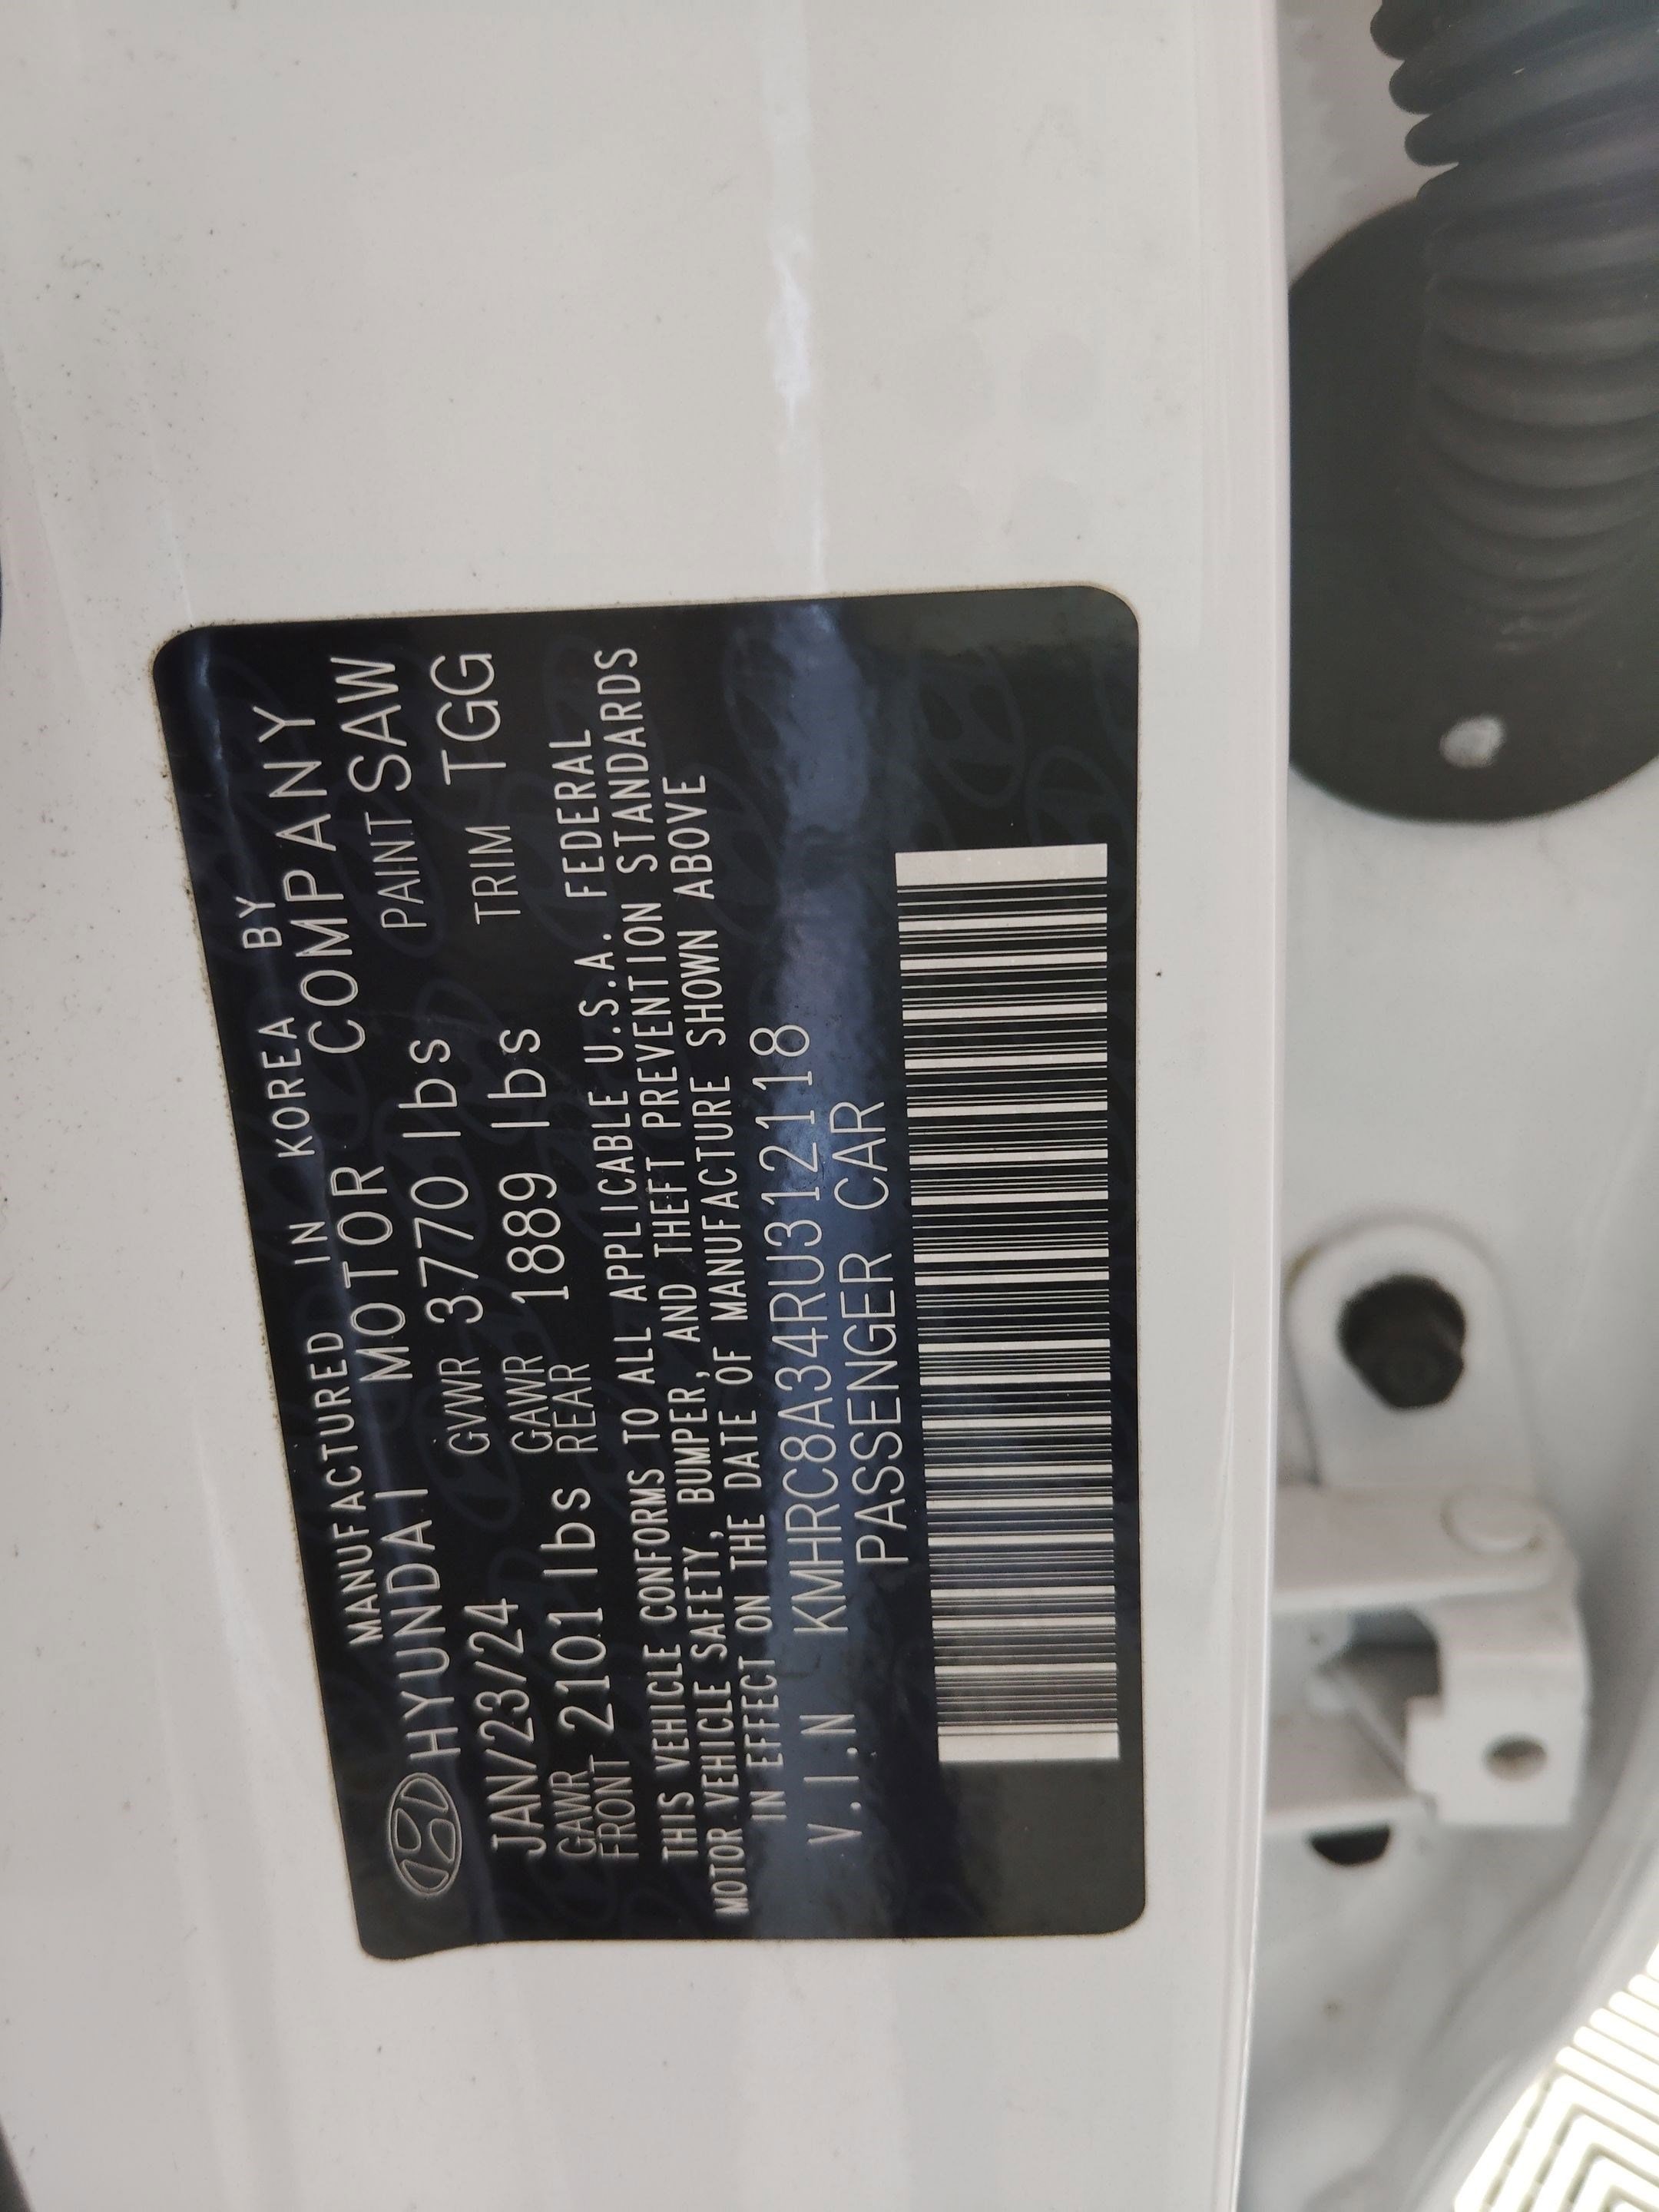 MANUFACTURED IN KOREA BY
HYUNDAI MOTOR COMPANY
JAN/23/24 GVWR 3770 lbs PAINT SAW
GAWR FRONT 2101 lbs GAWR REAR 1889 lbs TRIM TGG
THIS VEHICLE CONFORMS TO ALL APPLICABLE U.S.A. FEDERAL
MOTOR VEHICLE SAFETY, BUMPER, AND THEFT PREVENTION STANDARDS
IN EFFECT ON THE DATE OF MANUFACTURE SHOWN ABOVE
V.I.N KMHRC8A34RU312118
PASSENGER CAR